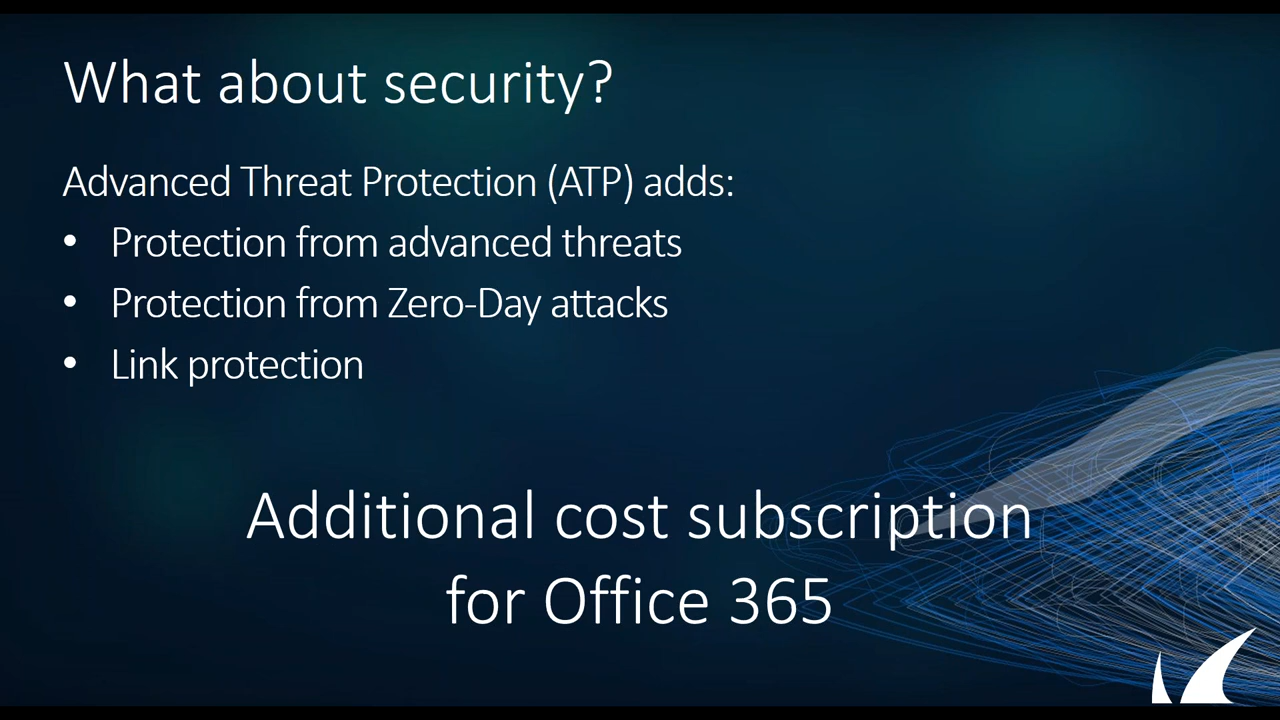 What about security?
Advanced Threat Protection (ATP) adds:
• Protection from advanced threats
• Protection from Zero-Day attacks
• Link protection
Additional cost subscription
for Office 365